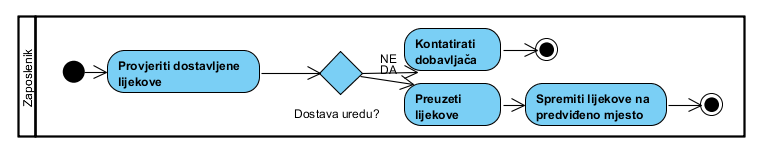 Zaposlenik
Provjeriti dostavljene
lijekove
Dostava uredu?
NE
DA
Kontatirati
dobavljača
Preuzeti
lijekove
Spremiti lijekove na
predviđeno mjesto